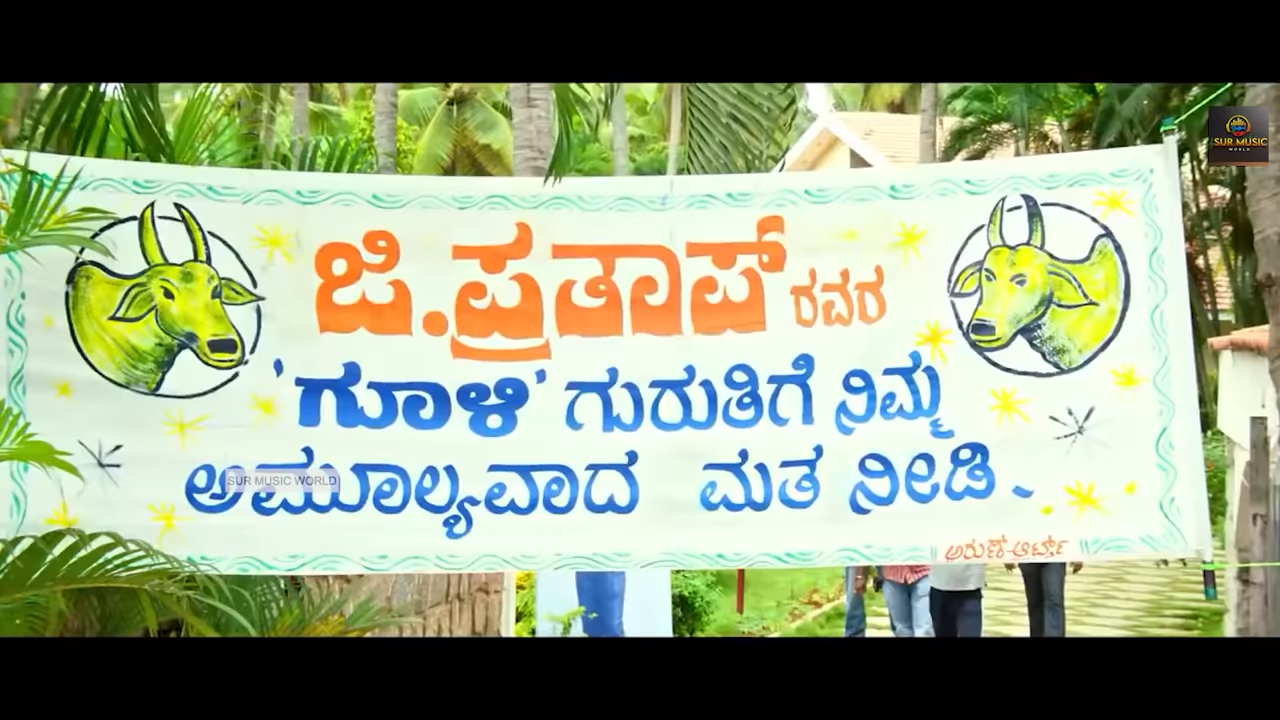 ಜಿ.ಪ್ರತಾಪ್ ರವರ
'ಗೂಳಿ' ಗುರುತಿಗೆ ನಿಮ್ಮ
ಅಮೂಲ್ಯವಾದ ಮತ ನೀಡಿ.
ಅರುಣ್-ಆರ್ಟ್ಸ್
SUR MUSIC WORLD
SUR MUSIC
WORLD